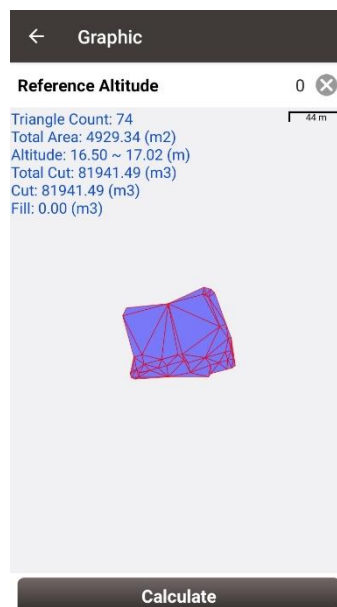 Graphic
Reference Altitude 0
Triangle Count: 74
44 m
Total Area: 4929.34 (m2)
Altitude: 16.50 ~ 17.02 (m)
Total Cut: 81941.49 (m3)
Cut: 81941.49 (m3)
Fill: 0.00 (m3)
Calculate